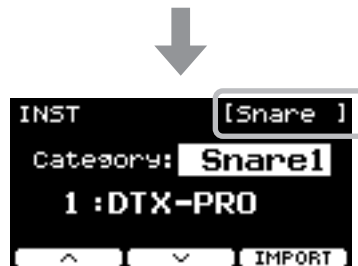 INST [Snare ]
Category: Snare1
1 :DTX-PRO
IMPORT